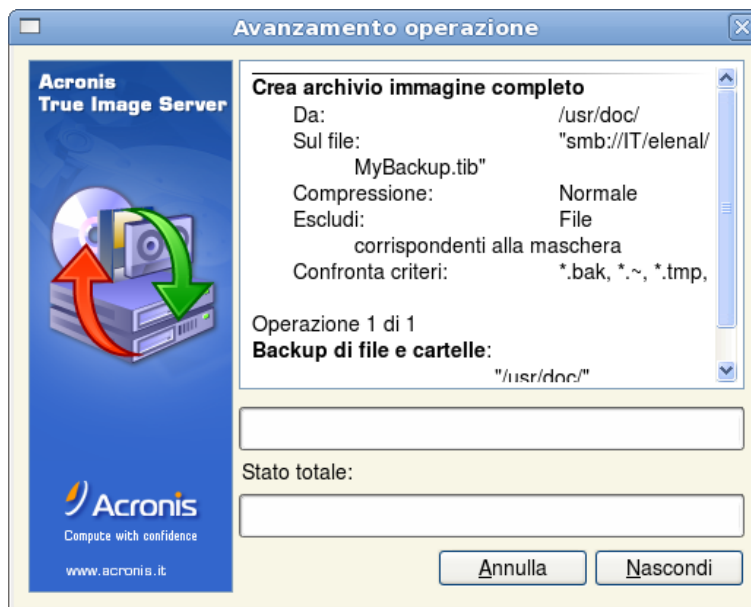 Avanzamento operazione
Acronis
True Image Server
Crea archivio immagine completo
Da: /usr/doc/
Sul file: "smb://IT/elenal/
MyBackup.tib"
Compressione: Normale
Escludi: File
corrispondenti alla maschera
Confronta criteri: *.bak, *.~, *.tmp,
Operazione 1 di 1
Backup di file e cartelle:
"/usr/doc/"
Stato totale:
Acronis
Compute with confidence
www.acronis.it
Annulla
Nascondi